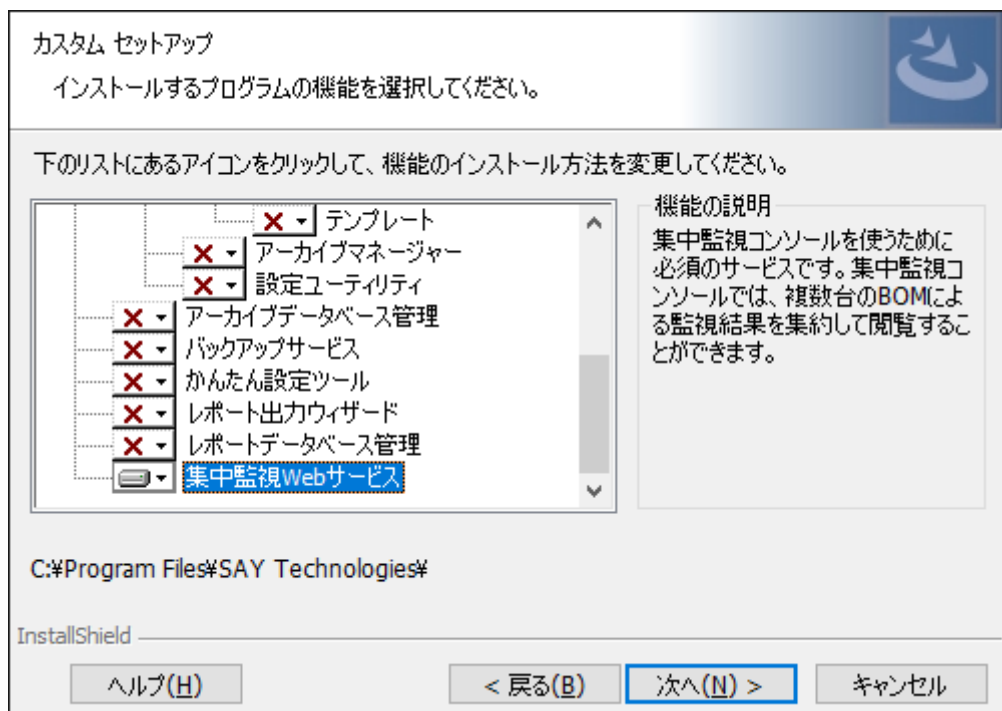 カスタム セットアップ
インストールするプログラムの機能を選択してください。
下のリストにあるアイコンをクリックして、機能のインストール方法を変更してください。
テンプレート
アーカイブマネージャー
設定ユーティリティ
アーカイブデータベース管理
バックアップサービス
かんたん設定ツール
レポート出力ウィザード
レポートデータベース管理
集中監視Webサービス
機能の説明
集中監視コンソールを使うために
必須のサービスです。集中監視コ
ンソールでは、複数台のBOMによ
る監視結果を集約して閲覧するこ
とができます。
C:¥Program Files¥SAY Technologies¥
InstallShield
ヘルプ(H)
< 戻る(B)
次へ(N) >
キャンセル